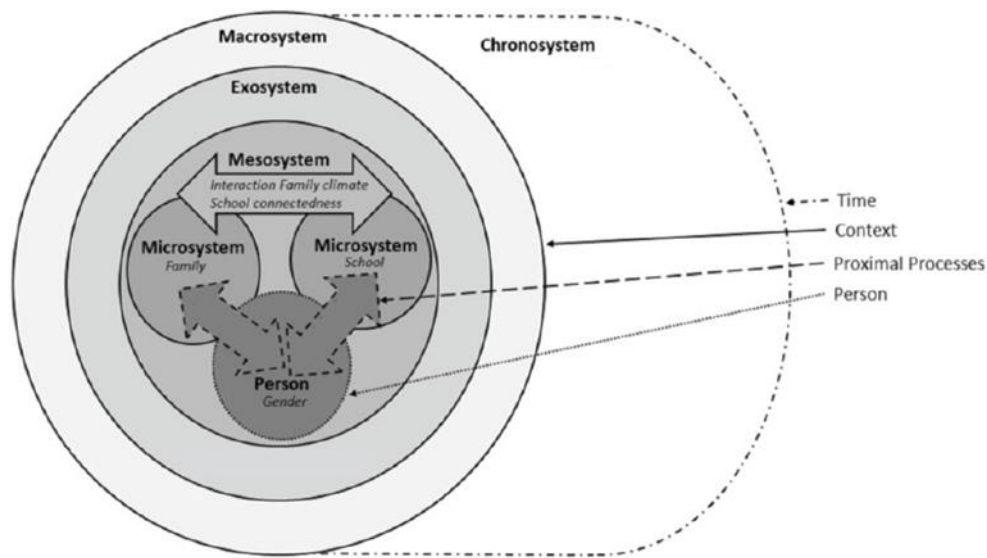 Macrosystem
Chronosystem
Exosystem
Mesosystem
Interaction Family climate
School connectedness
Microsystem
Family
Microsystem
School
Person
Gender
Time
Context
Proximal Processes
Person